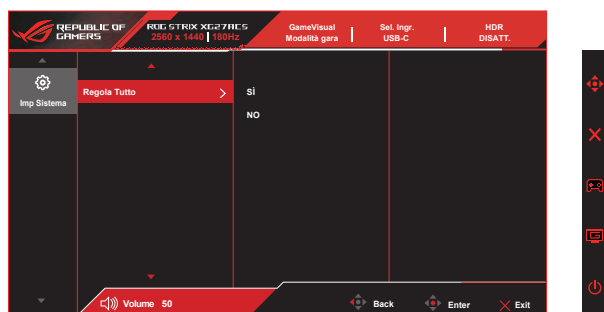 REPUBLIC OF
GAMERS
ROG STRIX XG27ACS
2560 x 1440 180Hz
GameVisual
Modalità gara
Sel. Ingr.
USB-C
HDR
DISATT.
Imp Sistema
Regola Tutto
SÌ
NO
Volume 50
Back
Enter
Exit